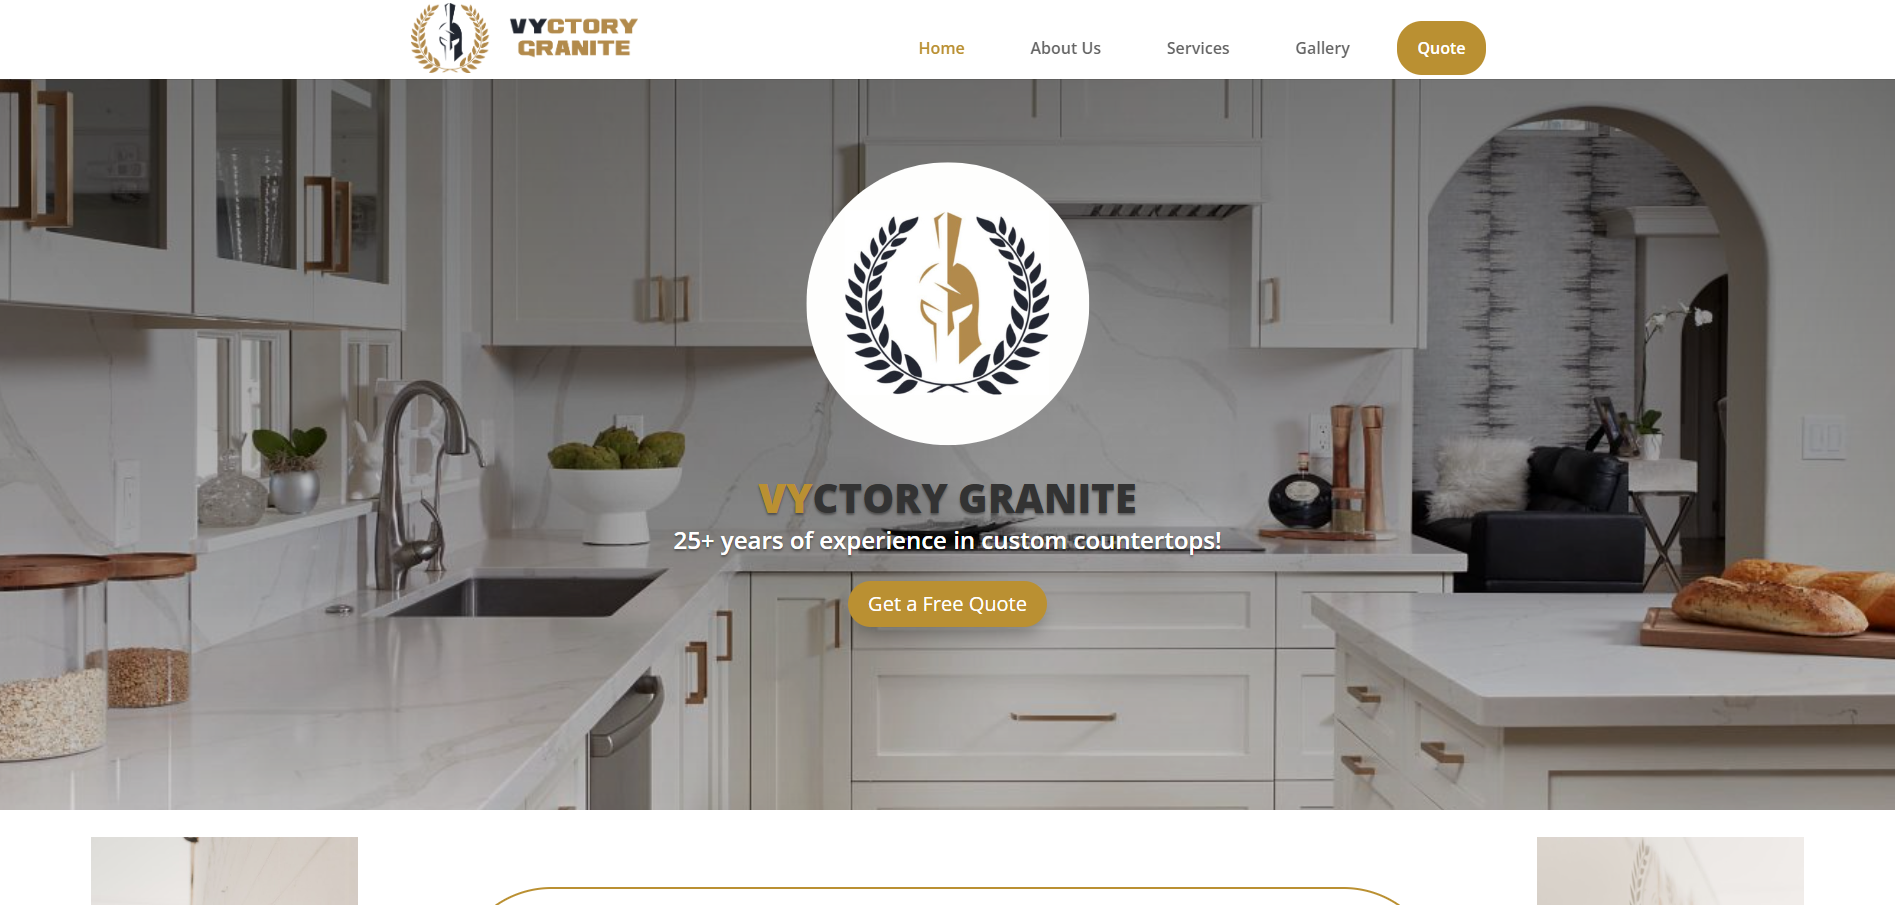 VYCTORY
GRANITE
Home
About Us
Services
Gallery
Quote
VYCTORY GRANITE
25+ years of experience in custom countertops!
Get a Free Quote